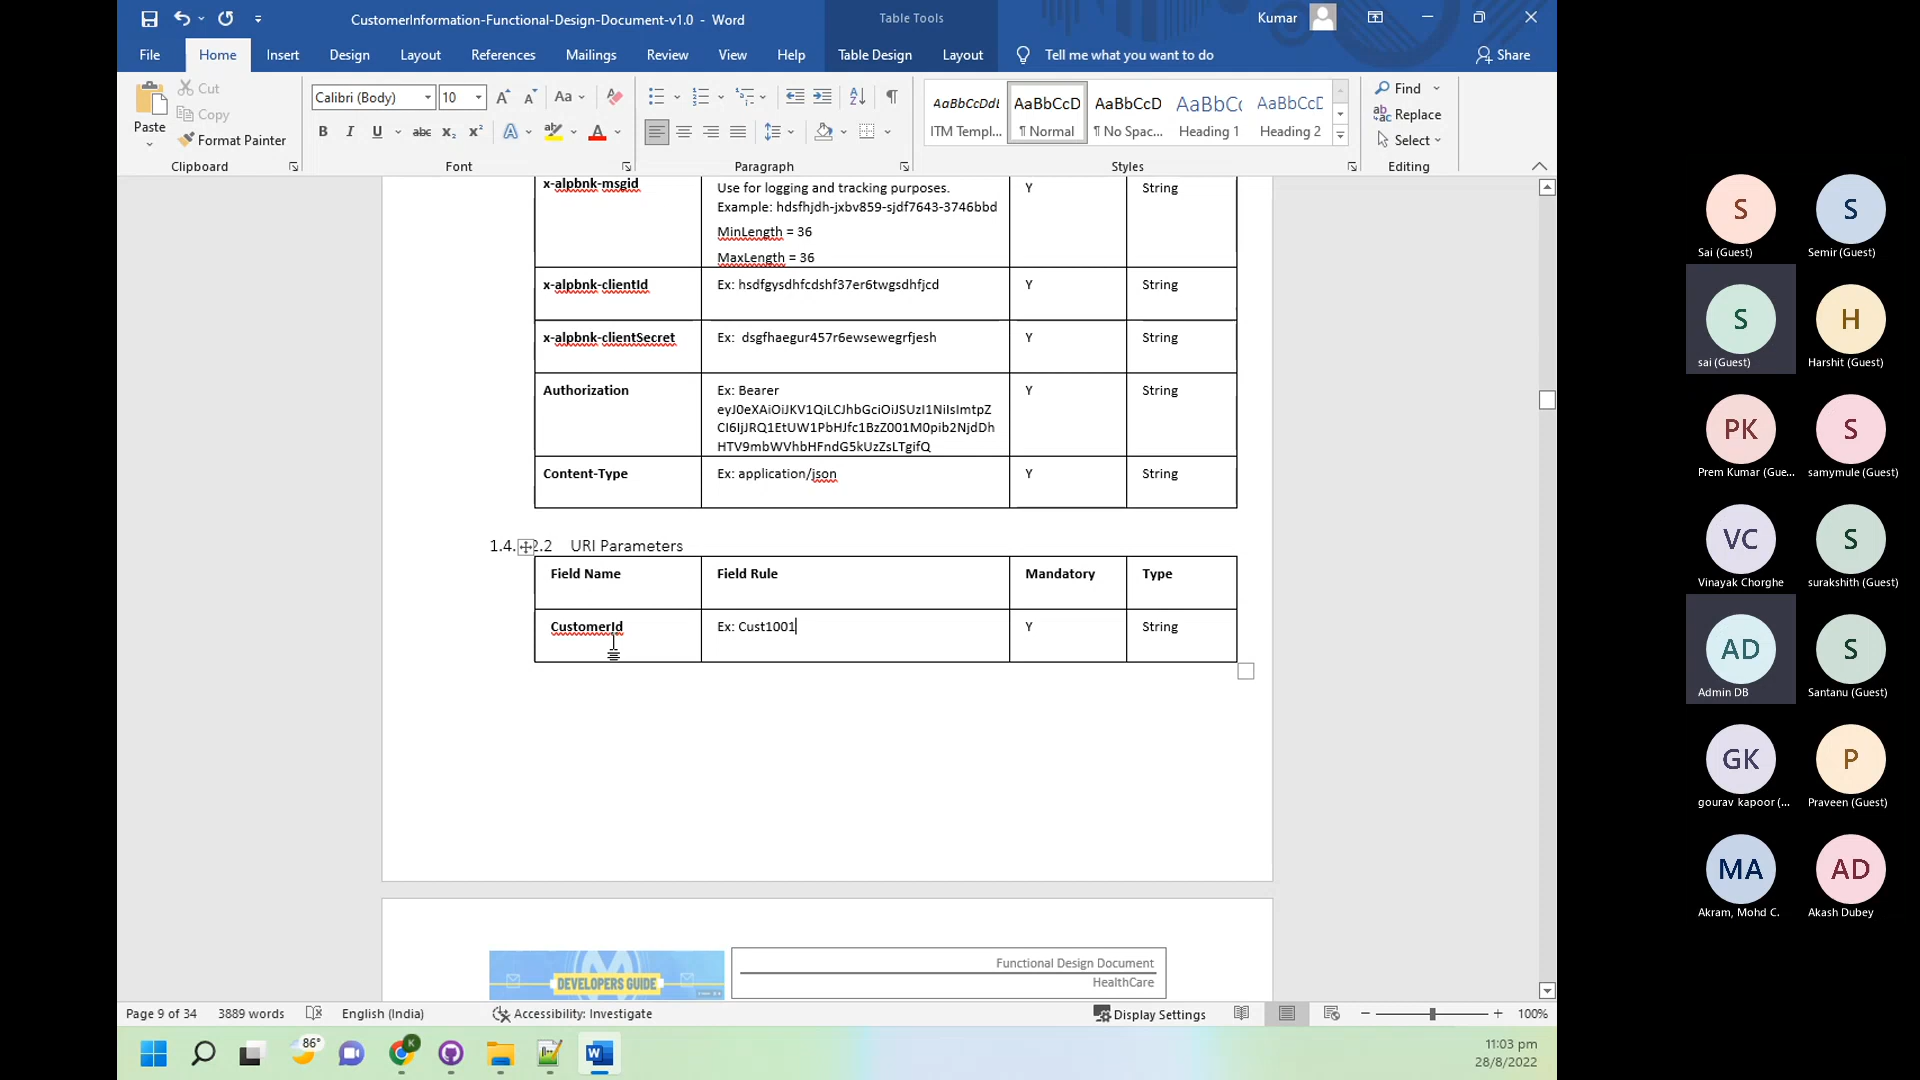 CustomerInformation-Functional-Design-Document-v1.0 - Word
Table Tools
Kumar
File
Home
Insert
Design
Layout
References
Mailings
Review
View
Help
Table Design
Layout
Tell me what you want to do
Share
Paste
Cut
Copy
Format Painter
Clipboard
Calibri (Body)
10
Font
Paragraph
AaBbCcDdE
ITM Templ...
AaBbCcD
¶ Normal
AaBbCcD
¶ No Spac...
AaBbCc
Heading 1
AaBbCcD
Heading 2
Styles
Find
Replace
Select
Editing
x-alpbnk-msgid
Use for logging and tracking purposes.
Example: hdsfhjdh-jxbv859-sjdf7643-3746bbd
MinLength = 36
MaxLength = 36
Y
String
x-alpbnk-clientId
Ex: hsdfgysdhfcdshf37er6twgsdhfjcd
Y
String
x-alpbnk-clientSecret
Ex: dsgfhaegur457r6ewsewegrfjesh
Y
String
Authorization
Ex: Bearer
eyJ0eXAiOiJKV1QiLCJhbGciOiJSUzI1NiIsImtpZ
CI6IjJRQ1EtUW1PbHJfc1BzZ001M0pib2NjdDh
HTV9mbWVhbHFndG5kUzZsLTgifQ
Y
String
Content-Type
Ex: application/json
Y
String
1.4. 2.2 URI Parameters
Field Name
Field Rule
Mandatory
Type
CustomerId
Ex: Cust1001
Y
String
DEVELOPERS GUIDE
Functional Design Document
HealthCare
Page 9 of 34
3889 words
English (India)
Accessibility: Investigate
Display Settings
100%
86°
K
11:03 pm
28/8/2022
S
Sai (Guest)
S
Semir (Guest)
S
sai (Guest)
H
Harshit (Guest)
PK
Prem Kumar (Gue...
S
samymule (Guest)
VC
Vinayak Chorghe
S
surakshith (Guest)
AD
Admin DB
S
Santanu (Guest)
GK
gourav kapoor (...
P
Praveen (Guest)
MA
Akram, Mohd C.
AD
Akash Dubey